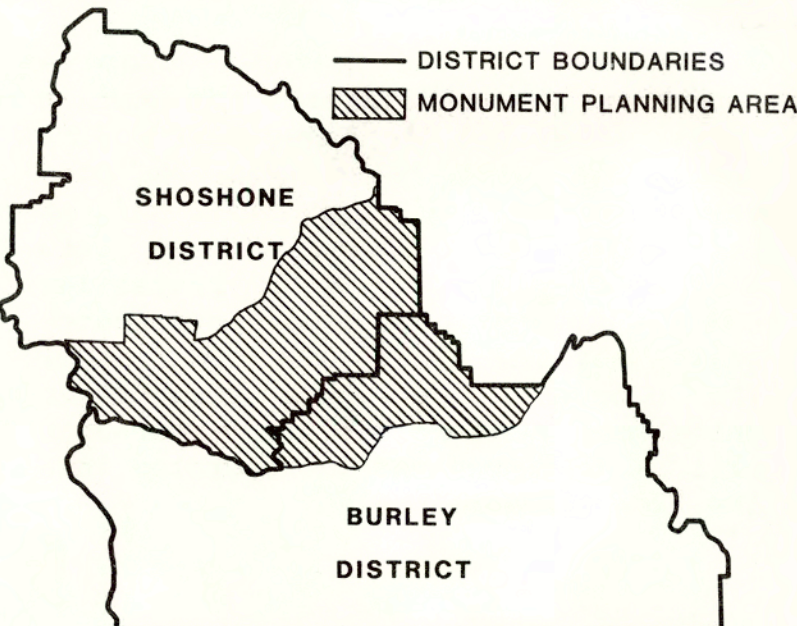 DISTRICT BOUNDARIES
MONUMENT PLANNING AREA
SHOSHONE
DISTRICT
BURLEY
DISTRICT